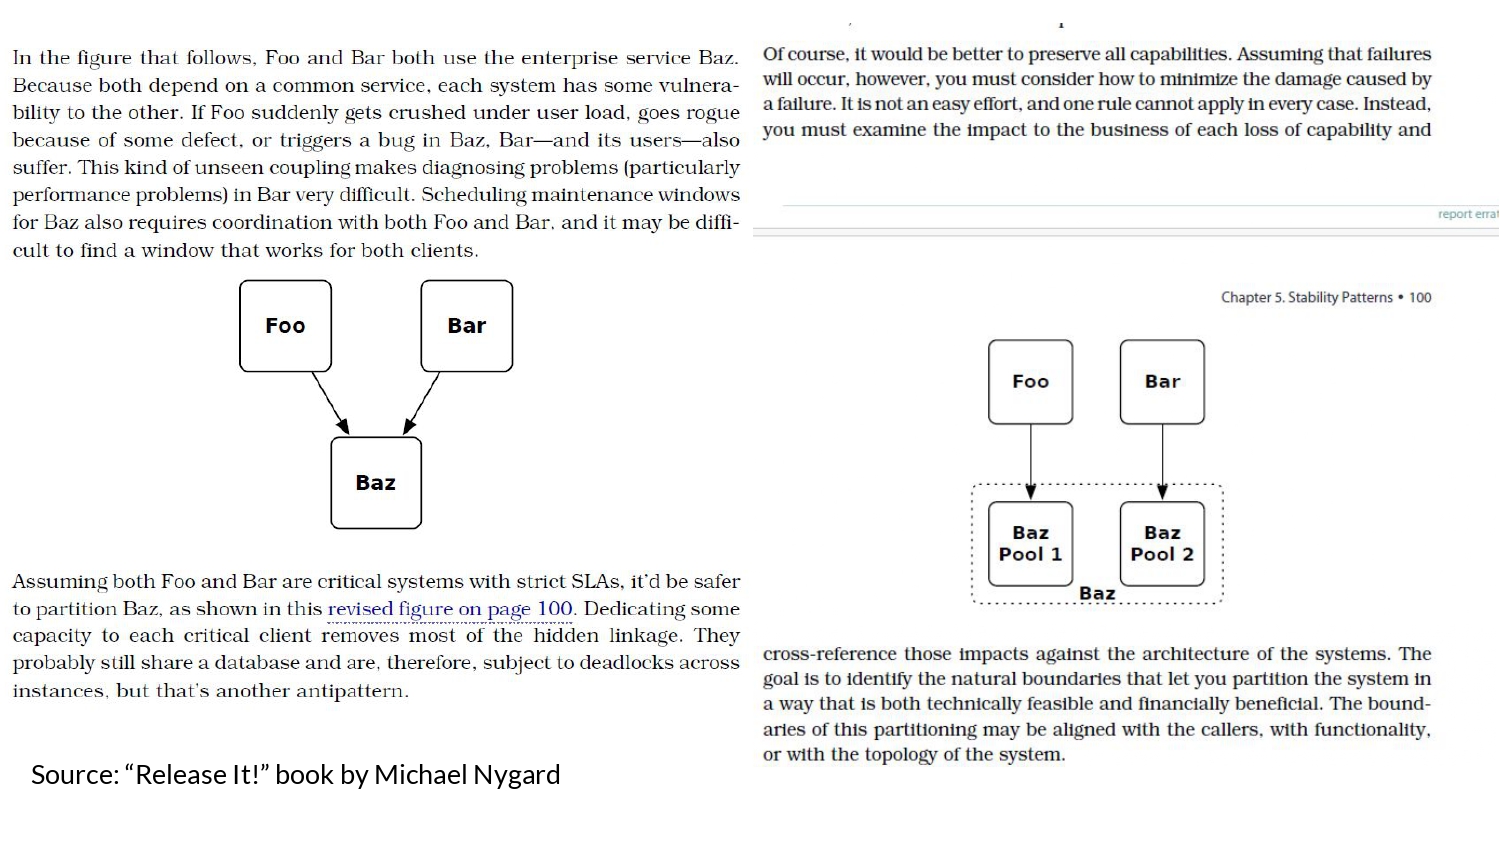 In the figure that follows, Foo and Bar both use the enterprise service Baz.
Because both depend on a common service, each system has some vulnera-
bility to the other. If Foo suddenly gets crushed under user load, goes rogue
because of some defect, or triggers a bug in Baz, Bar—and its users—also
suffer. This kind of unseen coupling makes diagnosing problems (particularly
performance problems) in Bar very difficult. Scheduling maintenance windows
for Baz also requires coordination with both Foo and Bar, and it may be diffi-
cult to find a window that works for both clients.
Foo
Bar
Baz
Assuming both Foo and Bar are critical systems with strict SLAs, it'd be safer
to partition Baz, as shown in this revised figure on page 100. Dedicating some
capacity to each critical client removes most of the hidden linkage. They
probably still share a database and are, therefore, subject to deadlocks across
instances, but that's another antipattern.
Source: “Release It!” book by Michael Nygard
Of course, it would be better to preserve all capabilities. Assuming that failures
will occur, however, you must consider how to minimize the damage caused by
a failure. It is not an easy effort, and one rule cannot apply in every case. Instead,
you must examine the impact to the business of each loss of capability and
report
Chapter 5. Stability Patterns • 100
Foo
Bar
Baz
Pool 1
Baz
Pool 2
Baz
cross-reference those impacts against the architecture of the systems. The
goal is to identify the natural boundaries that let you partition the system in
a way that is both technically feasible and financially beneficial. The bound-
aries of this partitioning may be aligned with the callers, with functionality,
or with the topology of the system.